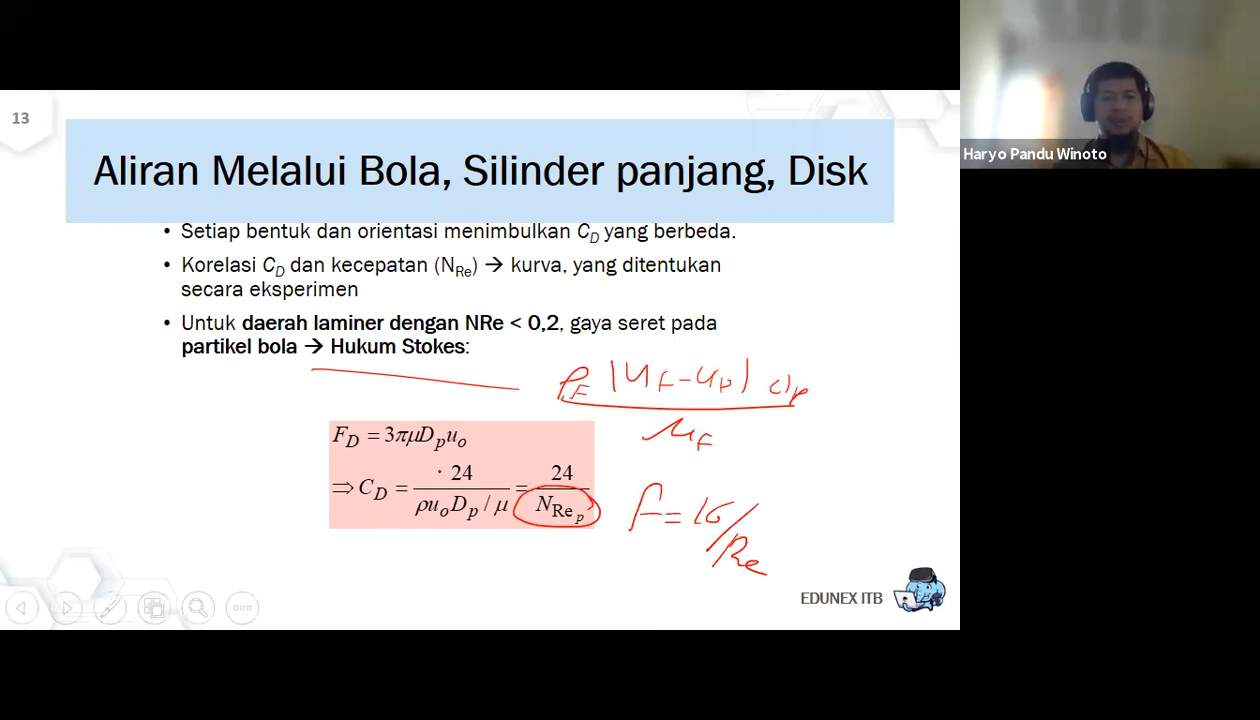 13
Aliran Melalui Bola, Silinder panjang, Disk
• Setiap bentuk dan orientasi menimbulkan C_D yang berbeda.
• Korelasi C_D dan kecepatan (N_Re) → kurva, yang ditentukan
secara eksperimen
• Untuk daerah laminer dengan NRe < 0,2, gaya seret pada
partikel bola → Hukum Stokes:
ρ_F |u_F - u_p| d_p
μ_F
F_D = 3πμD_p u_o
⇒ C_D = 24 / (ρu_o D_p / μ) = 24 / N_Re_p
f = 16/Re
EDUNEX ITB
Haryo Pandu Winoto